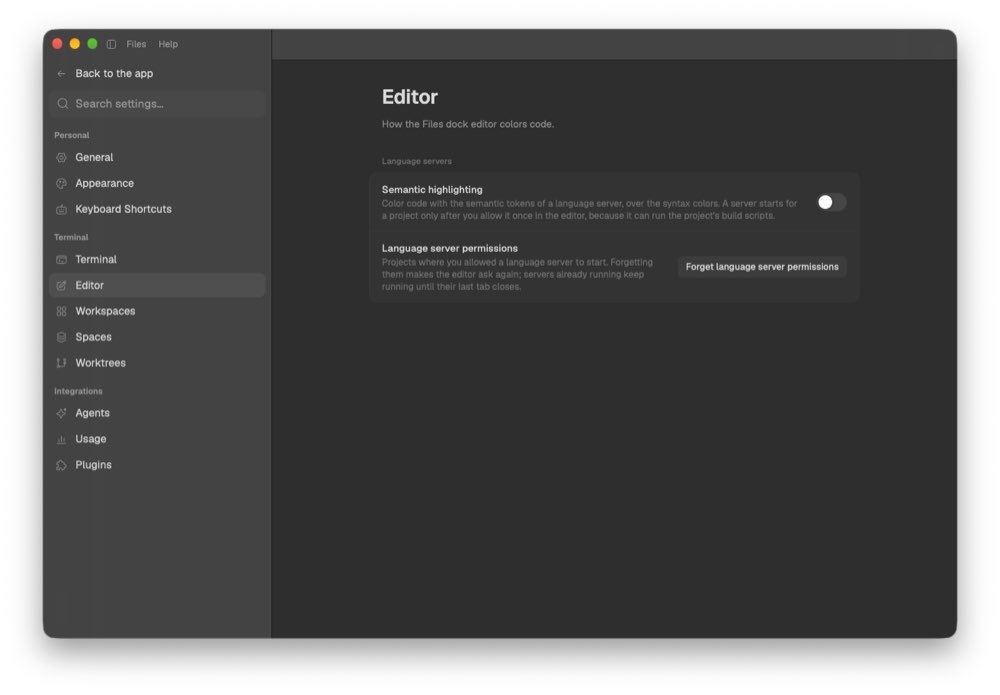 Files Help
Back to the app
Search settings...
Personal
General
Appearance
Keyboard Shortcuts
Terminal
Terminal
Editor
Workspaces
Spaces
Worktrees
Integrations
Agents
Usage
Plugins
Editor
How the Files dock editor colors code.
Language servers
Semantic highlighting
Color code with the semantic tokens of a language server, over the syntax colors. A server starts for
a project only after you allow it once in the editor, because it can run the project's build scripts.
Language server permissions
Projects where you allowed a language server to start. Forgetting
them makes the editor ask again; servers already running keep
running until their last tab closes.
Forget language server permissions